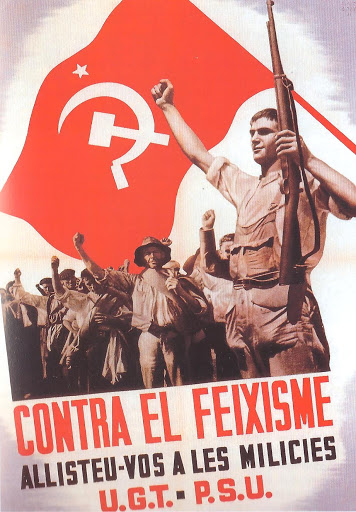 CONTRA EL FEIXISME
ALLISTEU-VOS A LES MILICIES
U.G.T. ▪ P.S.U.